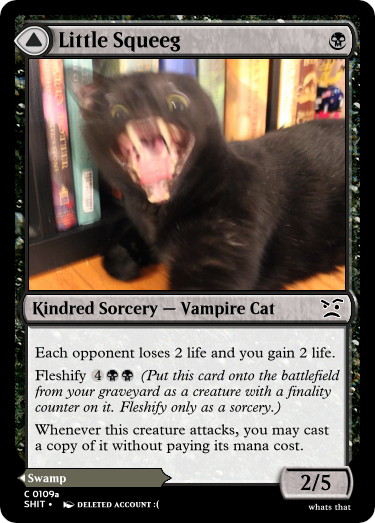 Little Squeeg
Kindred Sorcery — Vampire Cat
Each opponent loses 2 life and you gain 2 life.
Fleshify 4 (Put this card onto the battlefield
from your graveyard as a creature with a finality
counter on it. Fleshify only as a sorcery.)
Whenever this creature attacks, you may cast
a copy of it without paying its mana cost.
Swamp
2/5
C 0109a
SHIT • DELETED ACCOUNT :(
whats that